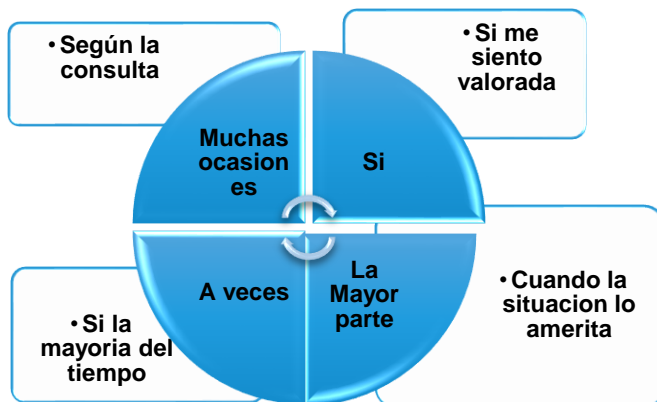 • Según la
consulta
• Si me
siento
valorada
Muchas
ocasion
es
Si
A veces
La
Mayor
parte
• Si la
mayoria del
tiempo
• Cuando la
situacion lo
amerita